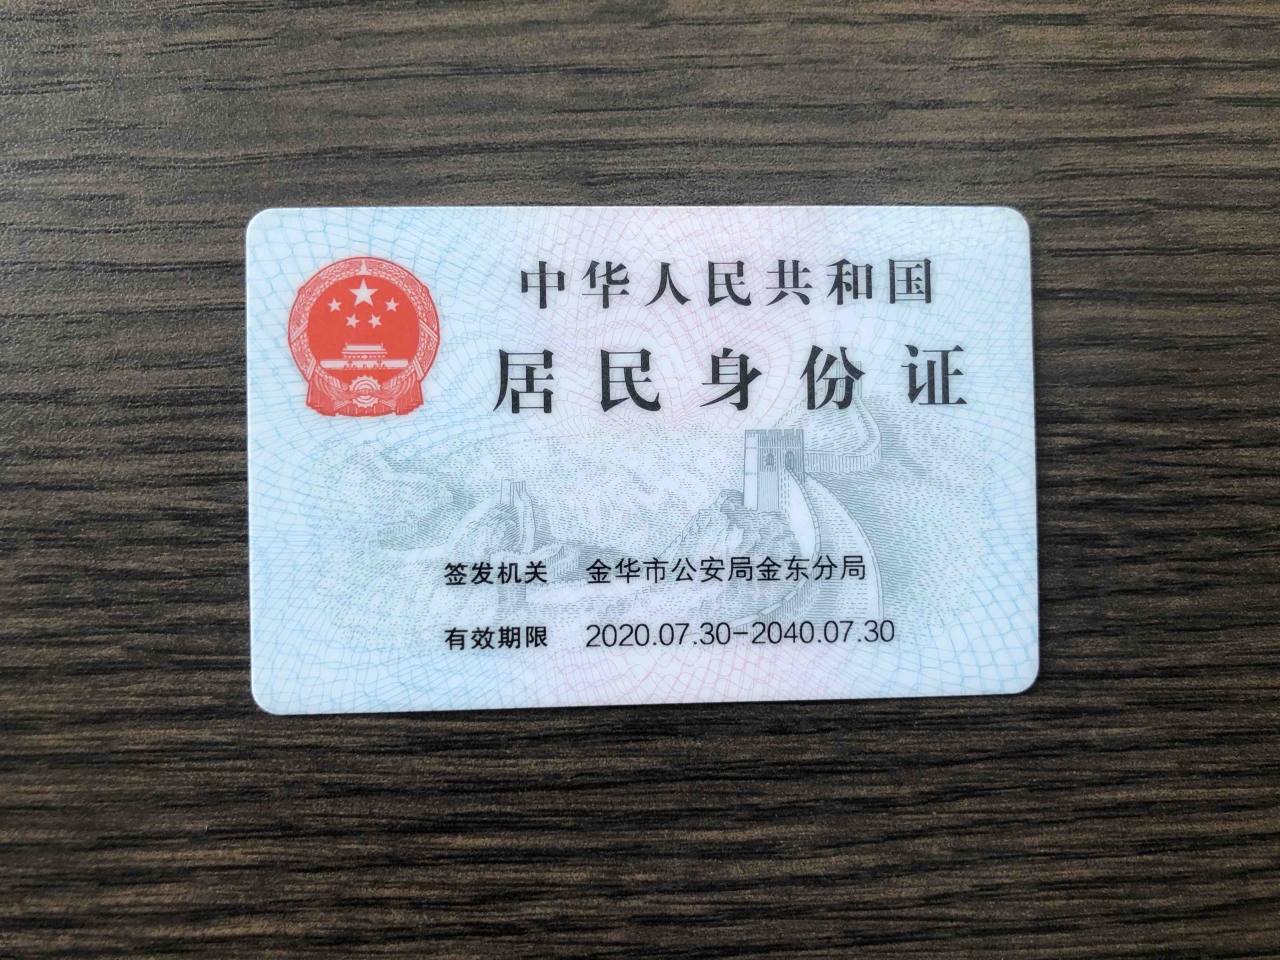 中华人民共和国
居民身份证
签发机关 金华市公安局金东分局
有效期限 2020.07.30-2040.07.30